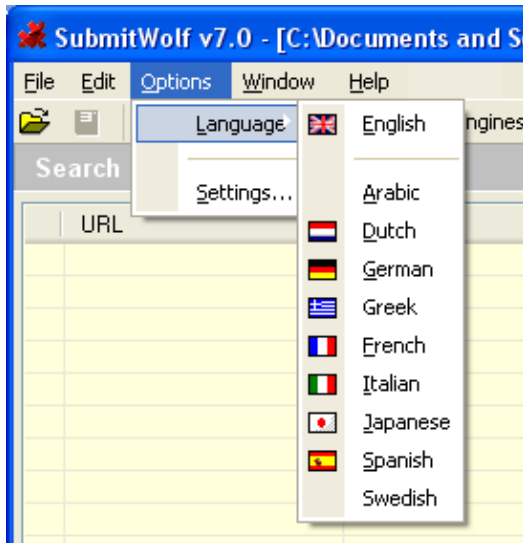 SubmitWolf v7.0 - [C:\Documents and S
File Edit Options Window Help
Language English ngines
Search
Settings... Arabic
URL Dutch
German
Greek
French
Italian
Japanese
Spanish
Swedish